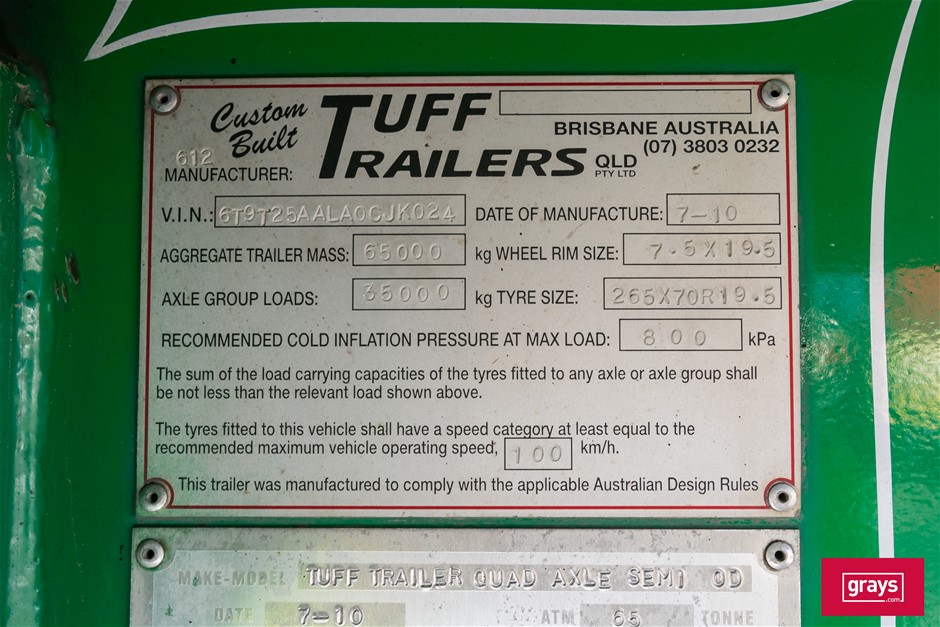 Custom Built TUFF TRAILERS QLD PTY LTD
BRISBANE AUSTRALIA
(07) 3803 0232
612
MANUFACTURER:
V.I.N.: 6T9T25AALA0CJK024 DATE OF MANUFACTURE: 7-10
AGGREGATE TRAILER MASS: 65000 kg WHEEL RIM SIZE: 7.5X19.5
AXLE GROUP LOADS: 35000 kg TYRE SIZE: 265X70R19.5
RECOMMENDED COLD INFLATION PRESSURE AT MAX LOAD: 800 kPa
The sum of the load carrying capacities of the tyres fitted to any axle or axle group shall
be not less than the relevant load shown above.
The tyres fitted to this vehicle shall have a speed category at least equal to the
recommended maximum vehicle operating speed, 100 km/h.
This trailer was manufactured to comply with the applicable Australian Design Rules
MAKE-MODEL TUFF TRAILER QUAD AXLE SEMI OD
DATE 7-10 ATM 65 TONNE
grays
.com